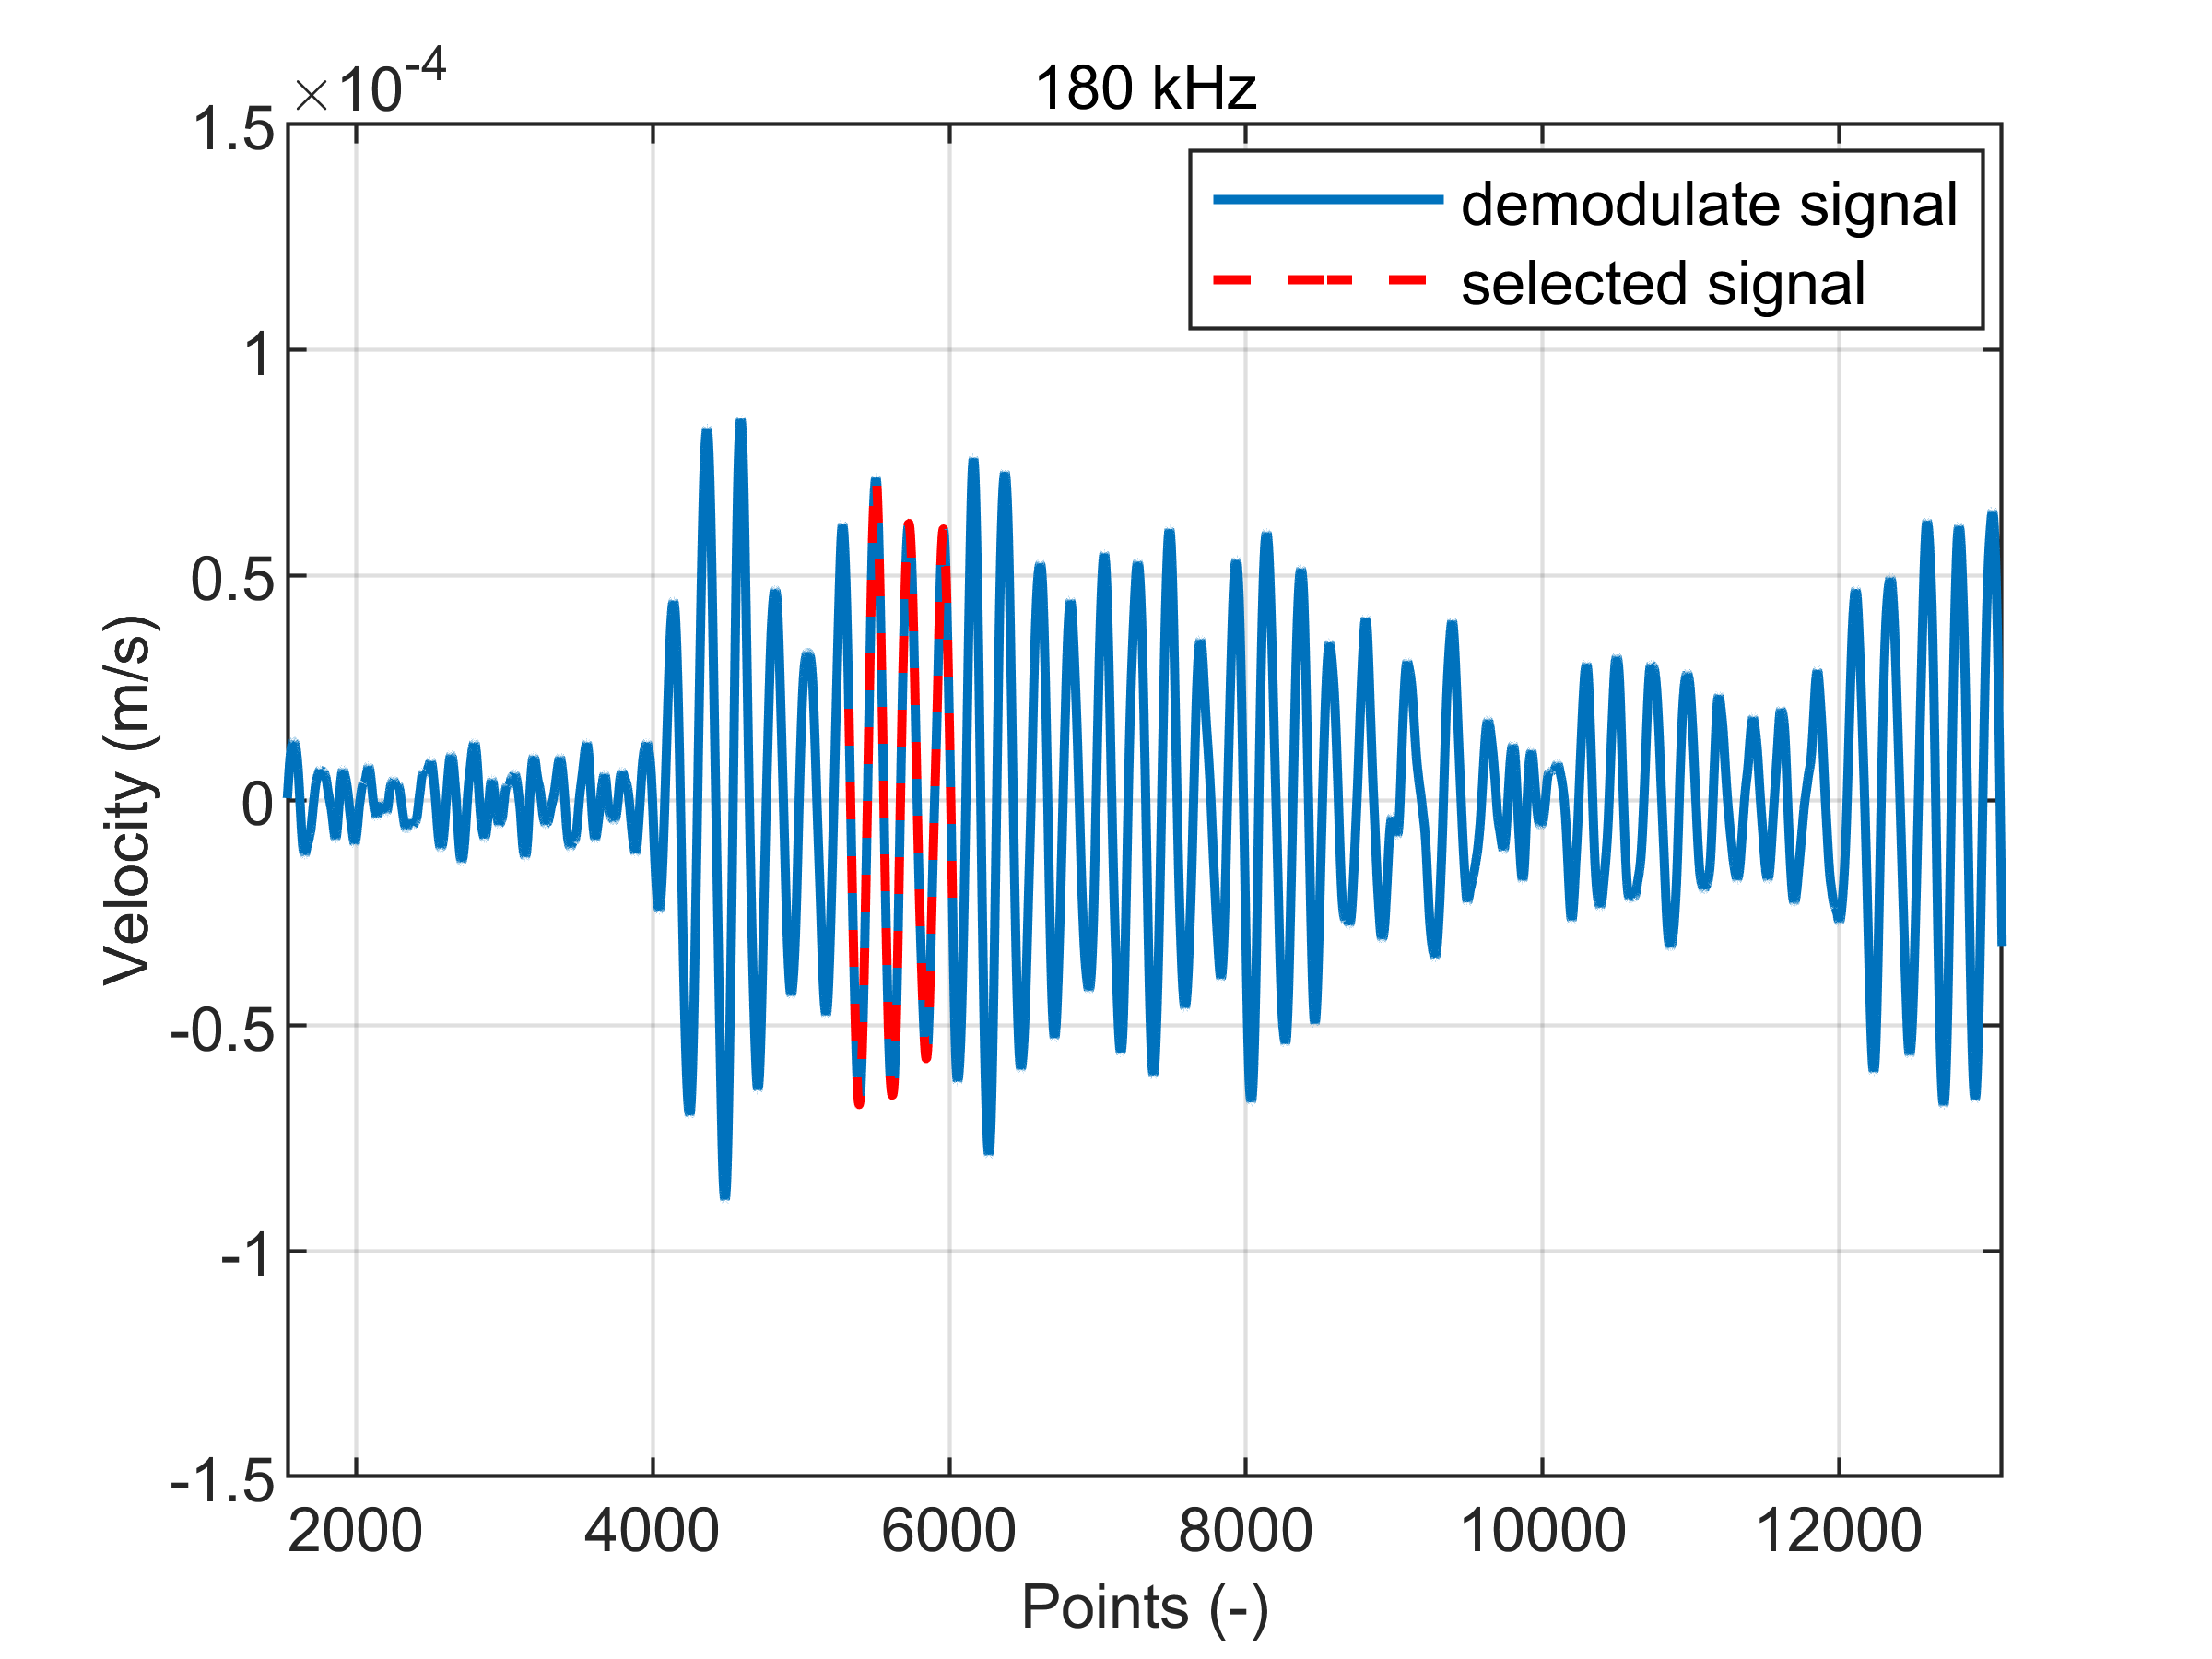 ×10-4
180 kHz
demodulate signal
selected signal
1.5
1
0.5
0
-0.5
-1
-1.5
Velocity (m/s)
2000 4000 6000 8000 10000 12000
Points (-)